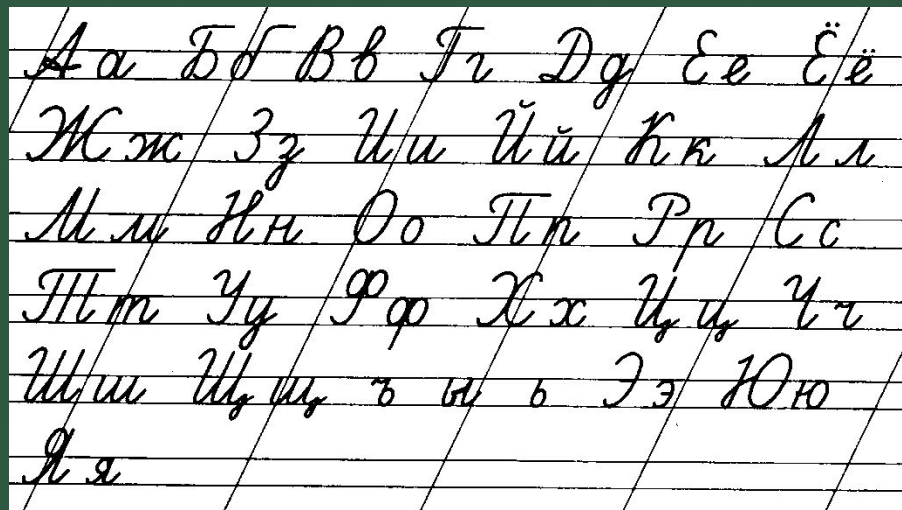 Аа Бб Вв Гг Дд Ее Ёё
Жж Зз Ии Йй Кк Лл
Мм Нн Оо Пп Рр Сс
Тт Уу Фф Хх Цц Чч
Шш Щщ ъ ы ь Ээ Юю
Яя